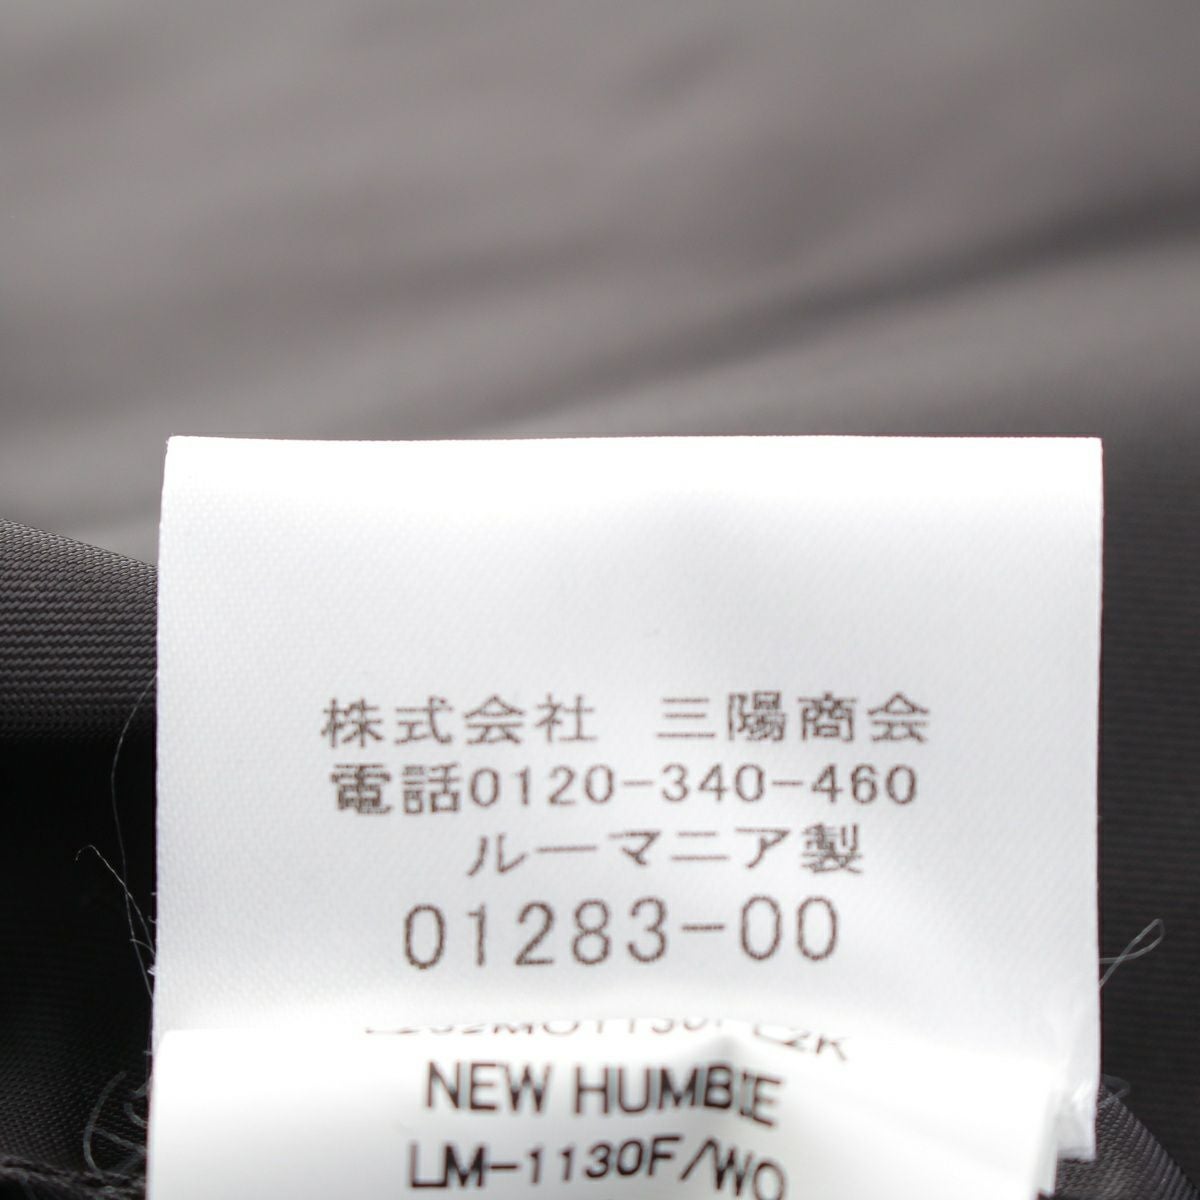 株式会社 三陽商会
電話0120-340-460
ルーマニア製
01283-00
NEW HUMBIE
LM-1130F/WO